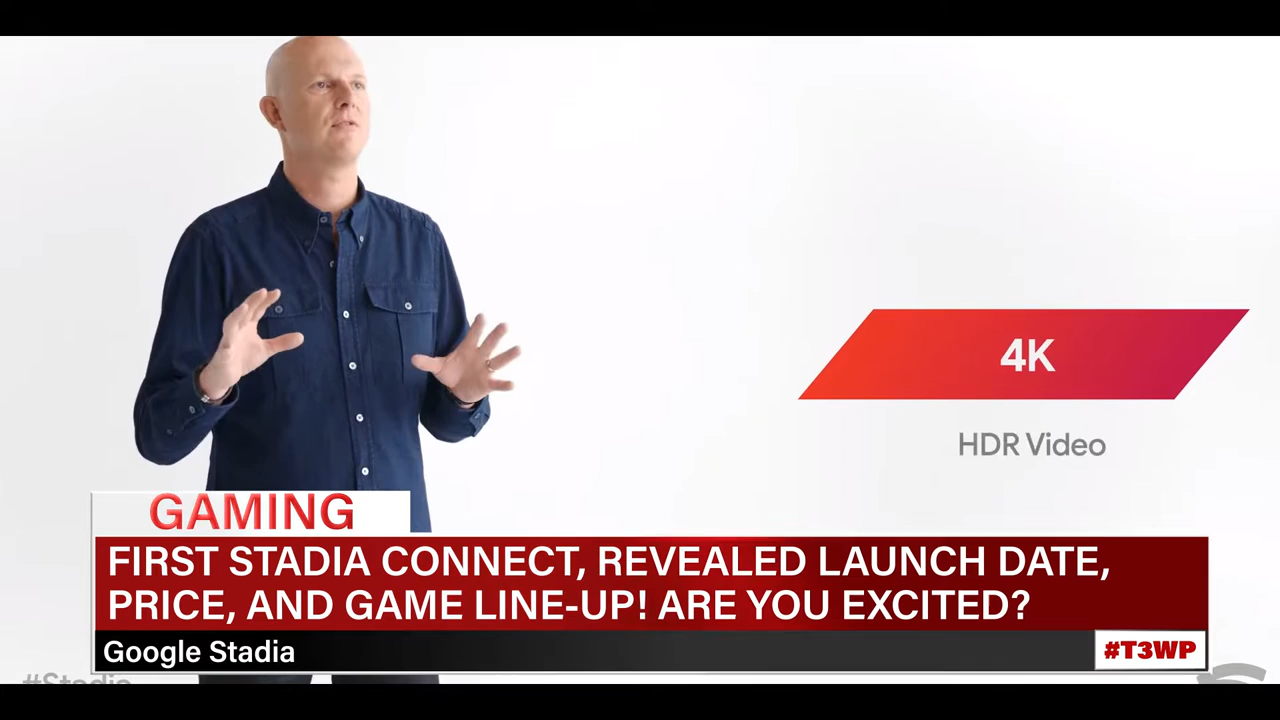 4K
HDR Video
GAMING
FIRST STADIA CONNECT, REVEALED LAUNCH DATE,
PRICE, AND GAME LINE-UP! ARE YOU EXCITED?
Google Stadia
#T3WP
#Stadia